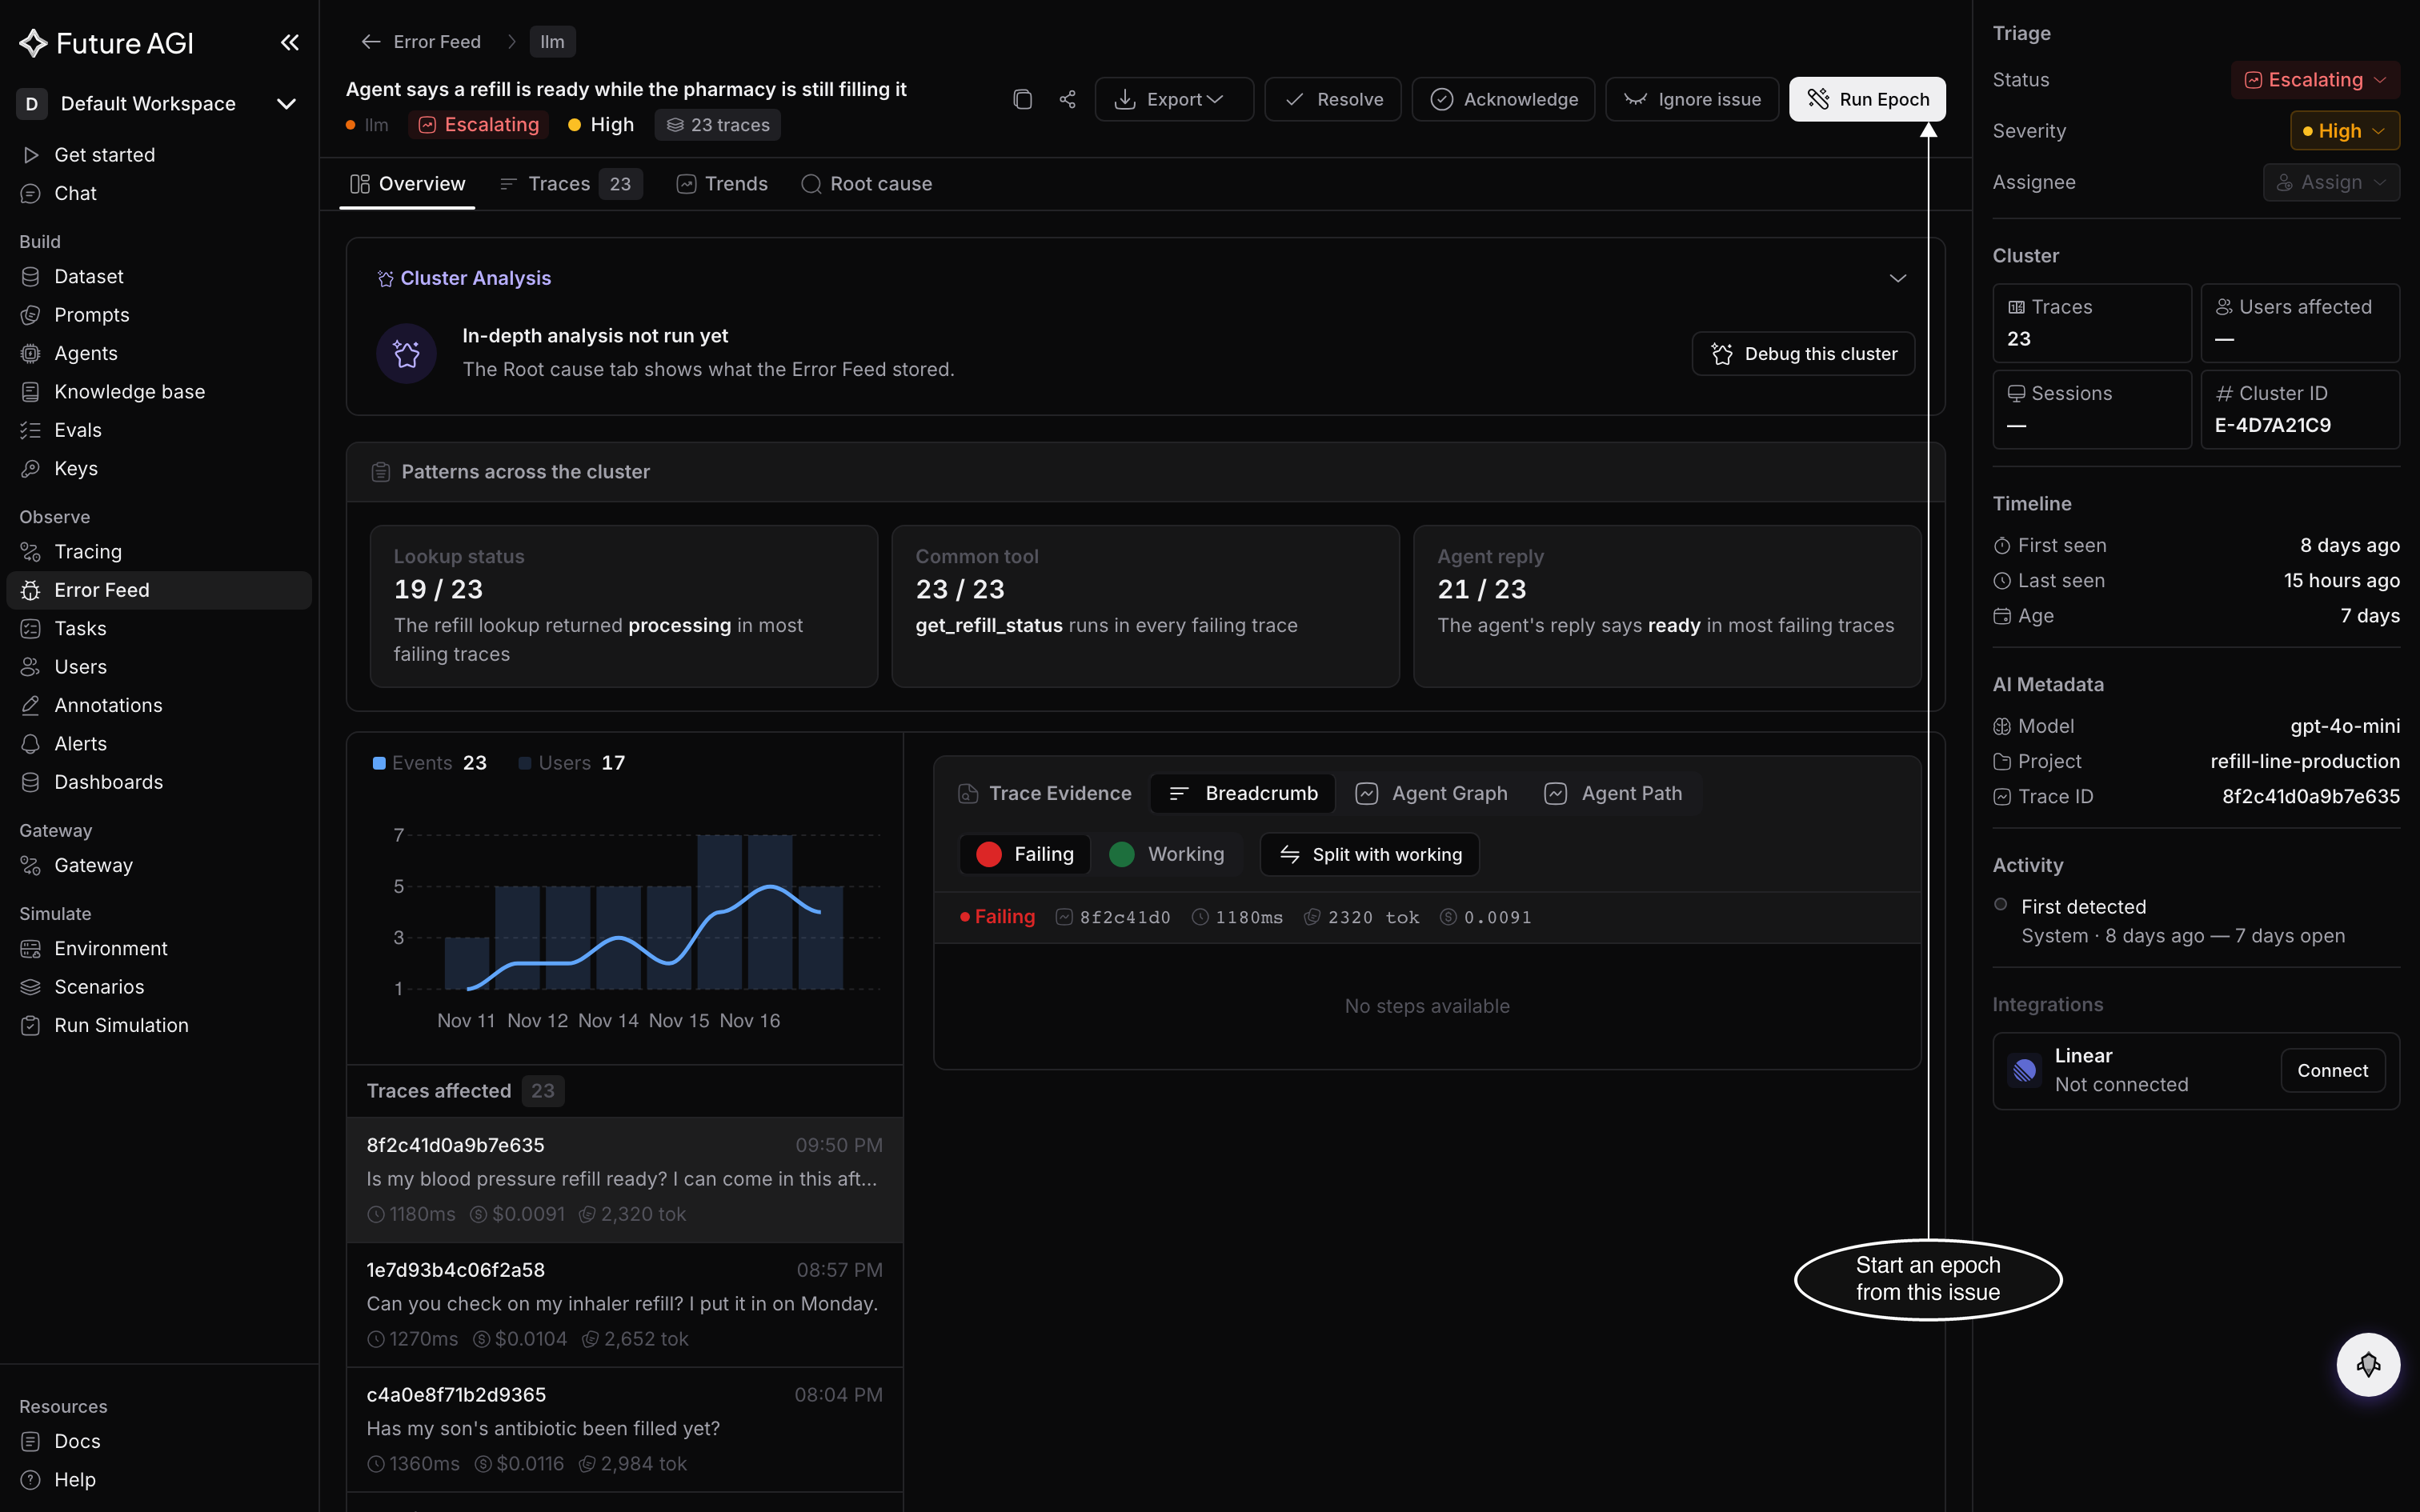 Future AGI
D Default Workspace
Get started
Chat
Build
Dataset
Prompts
Agents
Knowledge base
Evals
Keys
Observe
Tracing
Error Feed
Tasks
Users
Annotations
Alerts
Dashboards
Gateway
Gateway
Simulate
Environment
Scenarios
Run Simulation
Resources
Docs
Help
Error Feed
llm
Agent says a refill is ready while the pharmacy is still filling it
llm Escalating High 23 traces
Export
Resolve
Acknowledge
Ignore issue
Run Epoch
Overview
Traces 23
Trends
Root cause
Cluster Analysis
In-depth analysis not run yet
The Root cause tab shows what the Error Feed stored.
Debug this cluster
Patterns across the cluster
Lookup status
19 / 23
The refill lookup returned processing in most
failing traces
Common tool
23 / 23
get_refill_status runs in every failing trace
Agent reply
21 / 23
The agent's reply says ready in most failing traces
Events 23 Users 17
7
5
3
1
Nov 11 Nov 12 Nov 14 Nov 15 Nov 16
Traces affected 23
8f2c41d0a9b7e635 09:50 PM
Is my blood pressure refill ready? I can come in this aft...
1180ms $0.0091 2,320 tok
1e7d93b4c06f2a58 08:57 PM
Can you check on my inhaler refill? I put it in on Monday.
1270ms $0.0104 2,652 tok
c4a0e8f71b2d9365 08:04 PM
Has my son's antibiotic been filled yet?
1360ms $0.0116 2,984 tok
Trace Evidence Breadcrumb Agent Graph Agent Path
Failing Working Split with working
Failing 8f2c41d0 1180ms 2320 tok 0.0091
No steps available
Start an epoch
from this issue
Triage
Status Escalating
Severity High
Assignee Assign
Cluster
Traces
23
Users affected
—
Sessions
—
Cluster ID
E-4D7A21C9
Timeline
First seen 8 days ago
Last seen 15 hours ago
Age 7 days
AI Metadata
Model gpt-4o-mini
Project refill-line-production
Trace ID 8f2c41d0a9b7e635
Activity
First detected
System · 8 days ago — 7 days open
Integrations
Linear
Not connected
Connect